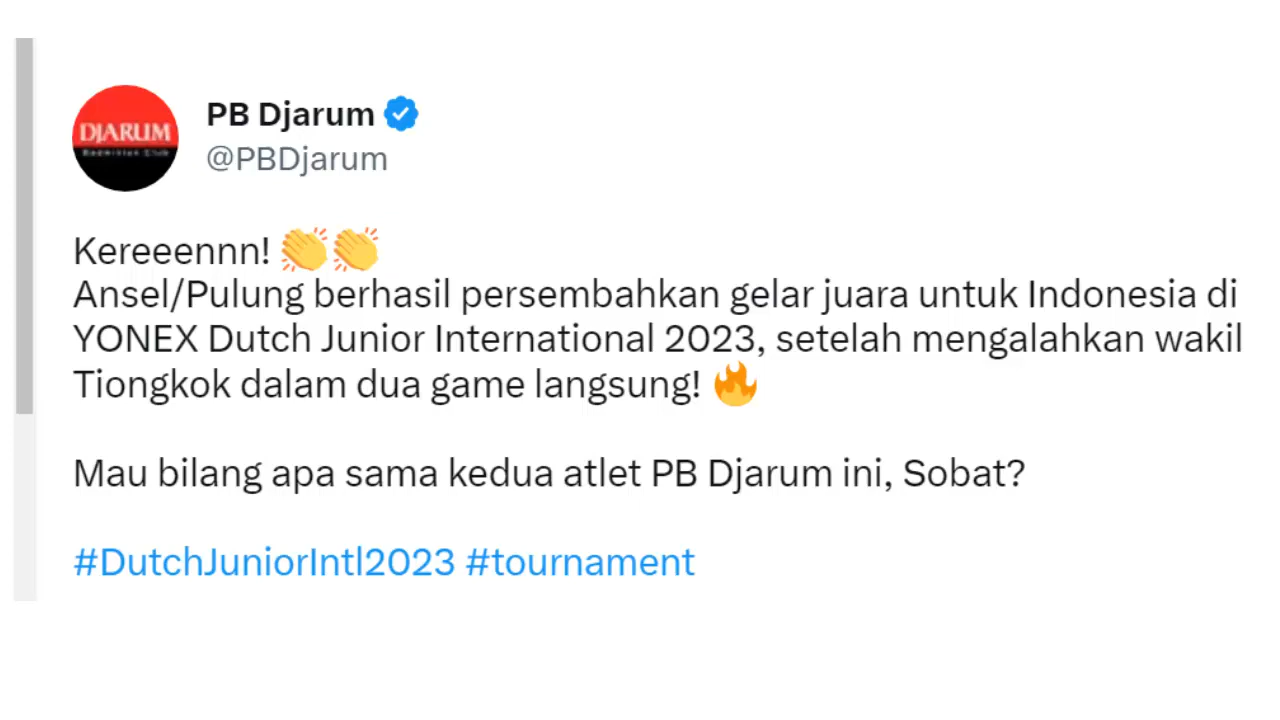 DJARUM
Badminton Club
PB Djarum
@PBDjarum
Kereeennn! 👏👏
Ansel/Pulung berhasil persembahkan gelar juara untuk Indonesia di
YONEX Dutch Junior International 2023, setelah mengalahkan wakil
Tiongkok dalam dua game langsung! 🔥
Mau bilang apa sama kedua atlet PB Djarum ini, Sobat?
#DutchJuniorIntl2023 #tournament